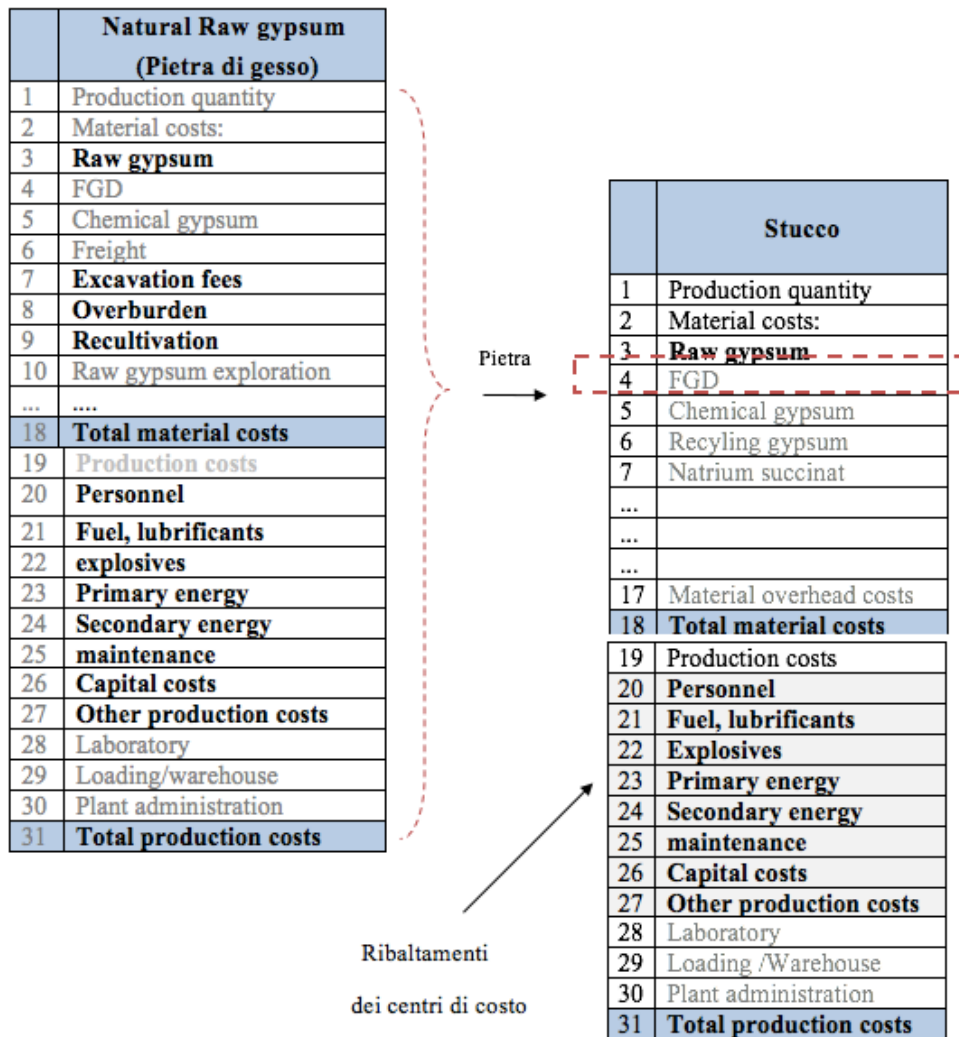 Natural Raw gypsum
(Pietra di gesso)
1 Production quantity
2 Material costs:
3 Raw gypsum
4 FGD
5 Chemical gypsum
6 Freight
7 Excavation fees
8 Overburden
9 Recultivation
10 Raw gypsum exploration
... ....
18 Total material costs
19 Production costs
20 Personnel
21 Fuel, lubrificants
22 explosives
23 Primary energy
24 Secondary energy
25 maintenance
26 Capital costs
27 Other production costs
28 Laboratory
29 Loading/warehouse
30 Plant administration
31 Total production costs
Pietra
Ribaltamenti
dei centri di costo
Stucco
1 Production quantity
2 Material costs:
3 Raw gypsum
4 FGD
5 Chemical gypsum
6 Recyling gypsum
7 Natrium succinat
...
...
...
17 Material overhead costs
18 Total material costs
19 Production costs
20 Personnel
21 Fuel, lubrificants
22 Explosives
23 Primary energy
24 Secondary energy
25 maintenance
26 Capital costs
27 Other production costs
28 Laboratory
29 Loading /Warehouse
30 Plant administration
31 Total production costs